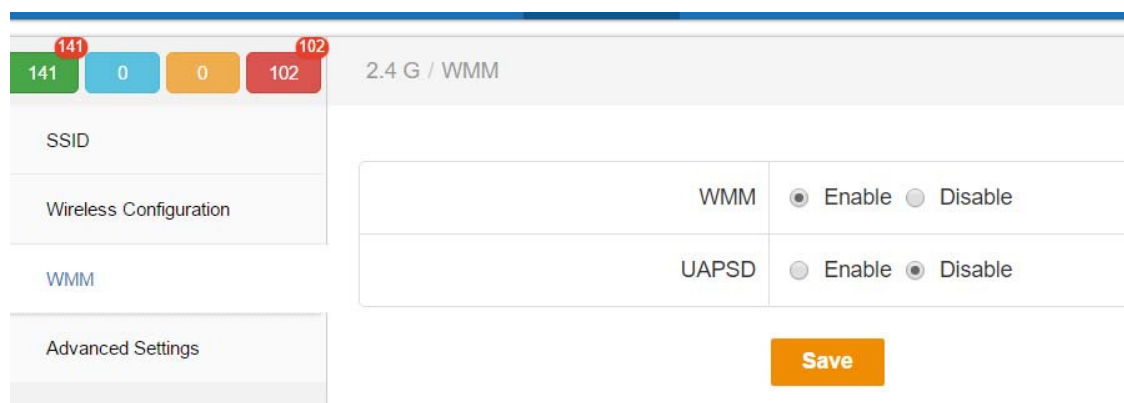 141 102
141 0 0 102
2.4 G / WMM
SSID
Wireless Configuration
WMM
Advanced Settings
WMM Enable Disable
UAPSD Enable Disable
Save